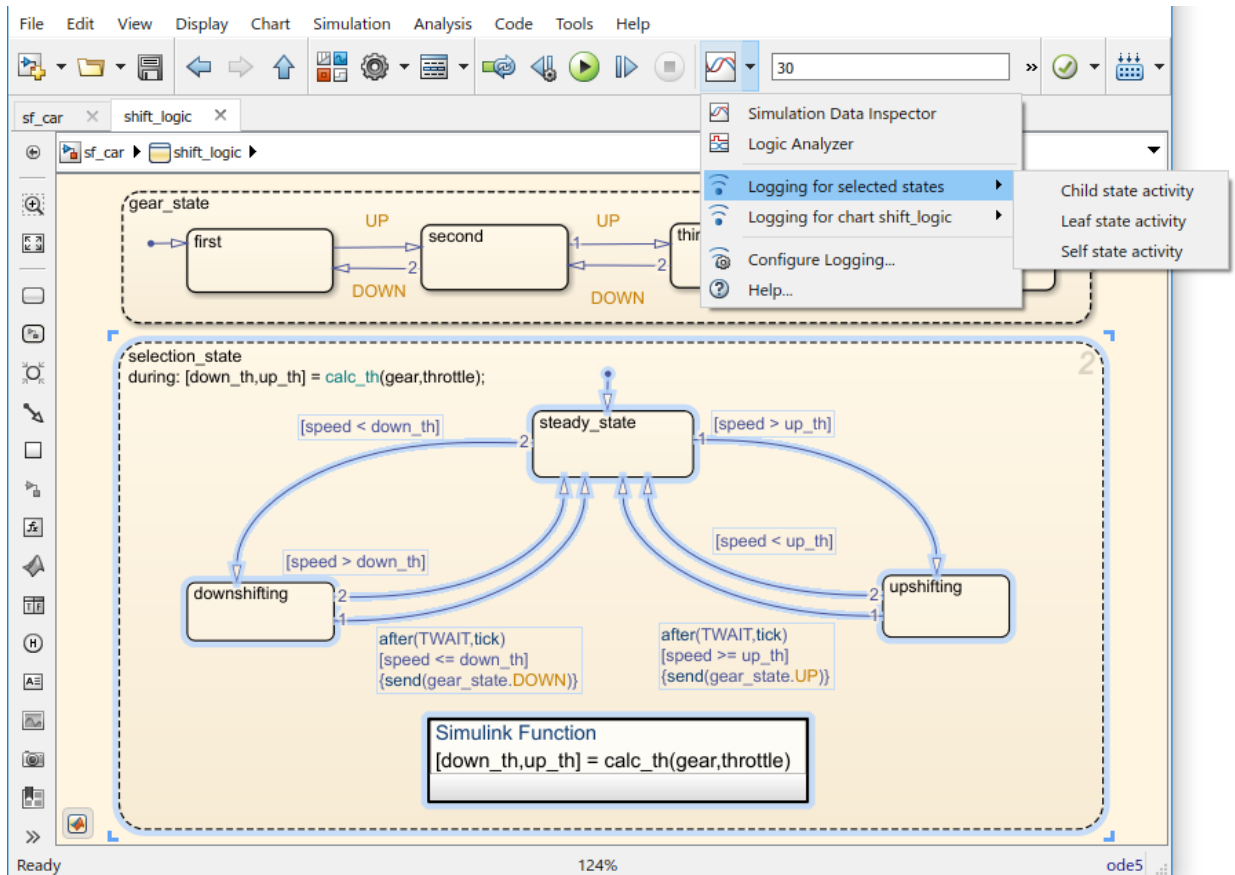 File Edit View Display Chart Simulation Analysis Code Tools Help
30 »
sf_car shift_logic
sf_car shift_logic
Simulation Data Inspector
Logic Analyzer
Logging for selected states
Logging for chart shift_logic
Configure Logging...
Help...
Child state activity
Leaf state activity
Self state activity
gear_state
UP UP
first second 1 thir
2 2
DOWN DOWN
selection_state 2
during: [down_th,up_th] = calc_th(gear,throttle);
[speed < down_th] steady_state [speed > up_th]
2 1
[speed > down_th] [speed < up_th]
downshifting 2 2 upshifting
1 1
after(TWAIT,tick)
[speed <= down_th]
{send(gear_state.DOWN)}
after(TWAIT,tick)
[speed >= up_th]
{send(gear_state.UP)}
Simulink Function
[down_th,up_th] = calc_th(gear,throttle)
Ready 124% ode5